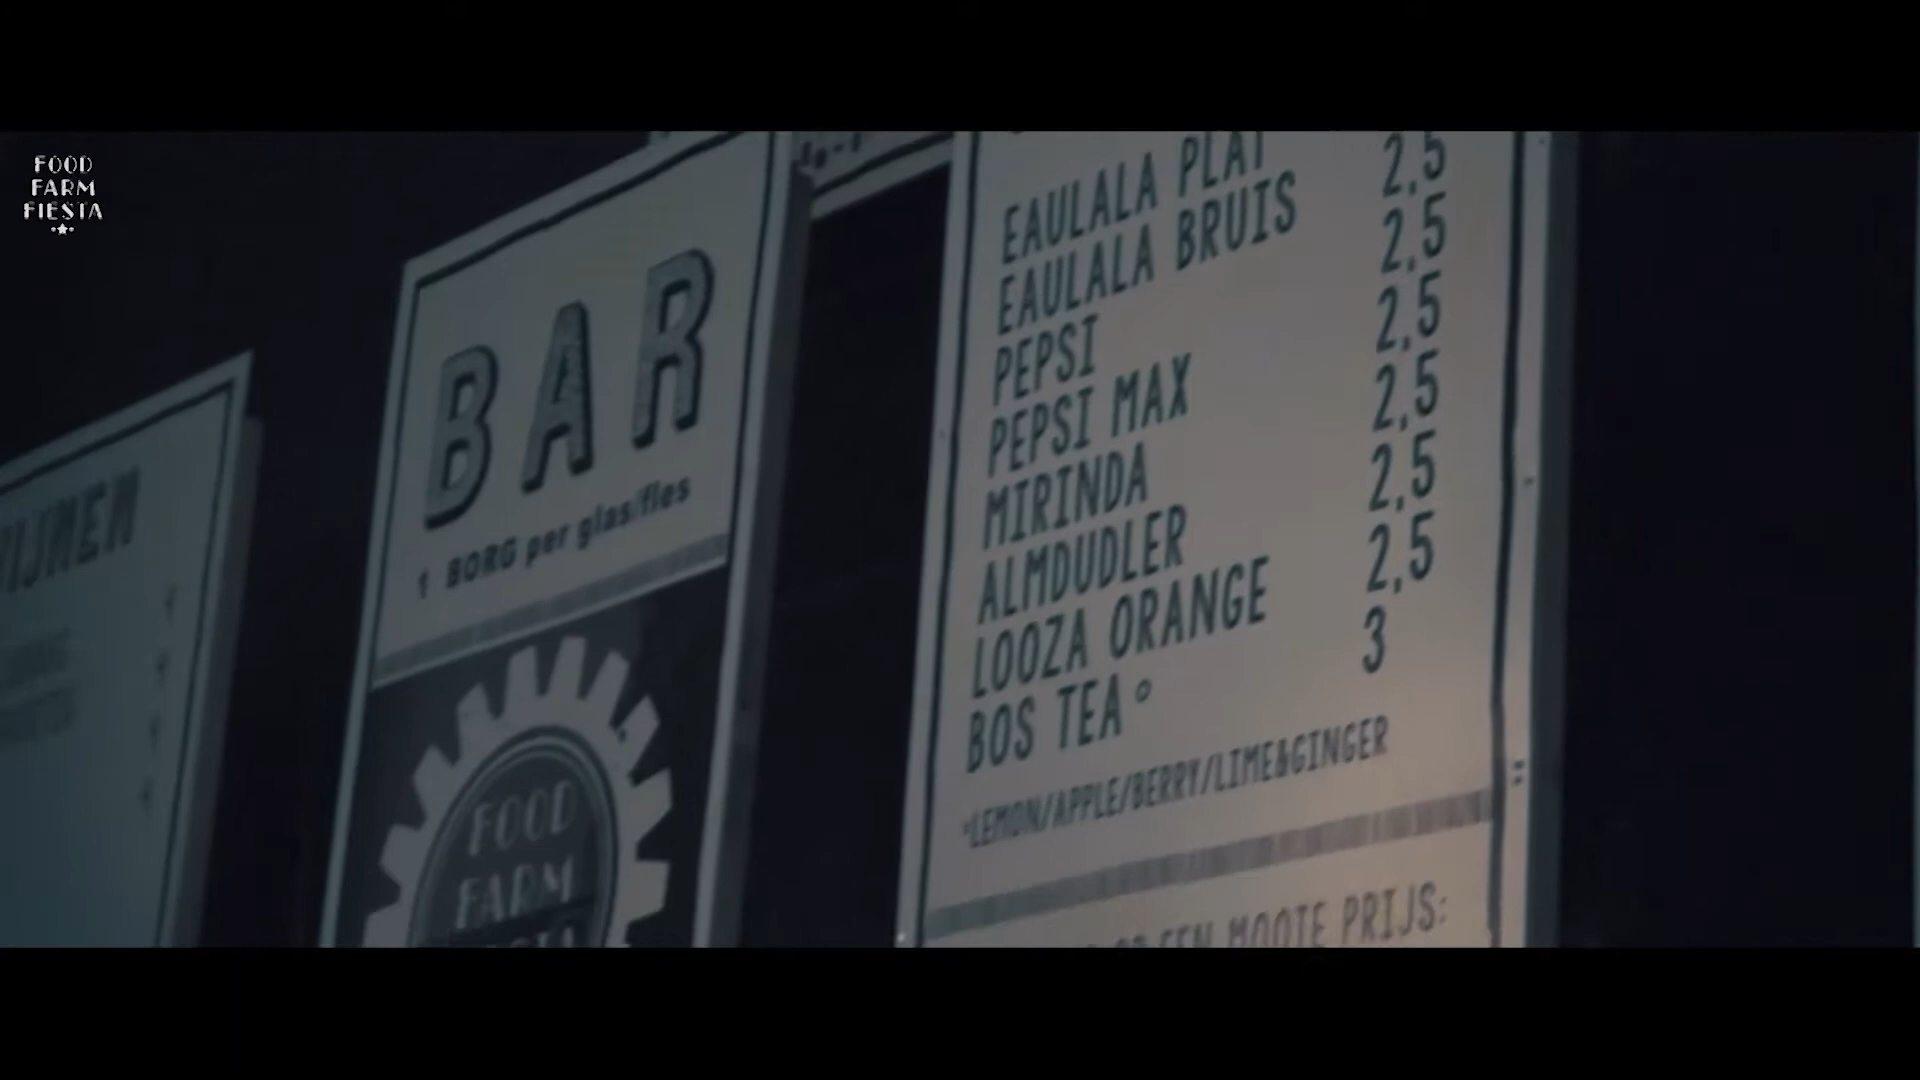 FOOD
FARM
FIESTA
BAR
1 BORG per glas/fles
FOOD
FARM
EAULALA PLAT 2,5
EAULALA BRUIS 2,5
PEPSI 2,5
PEPSI MAX 2,5
MIRINDA 2,5
ALMDUDLER 2,5
LOOZA ORANGE 3
BOS TEA°
°LEMON/APPLE/BERRY/LIME&GINGER
EEN MOOIE PRIJS: